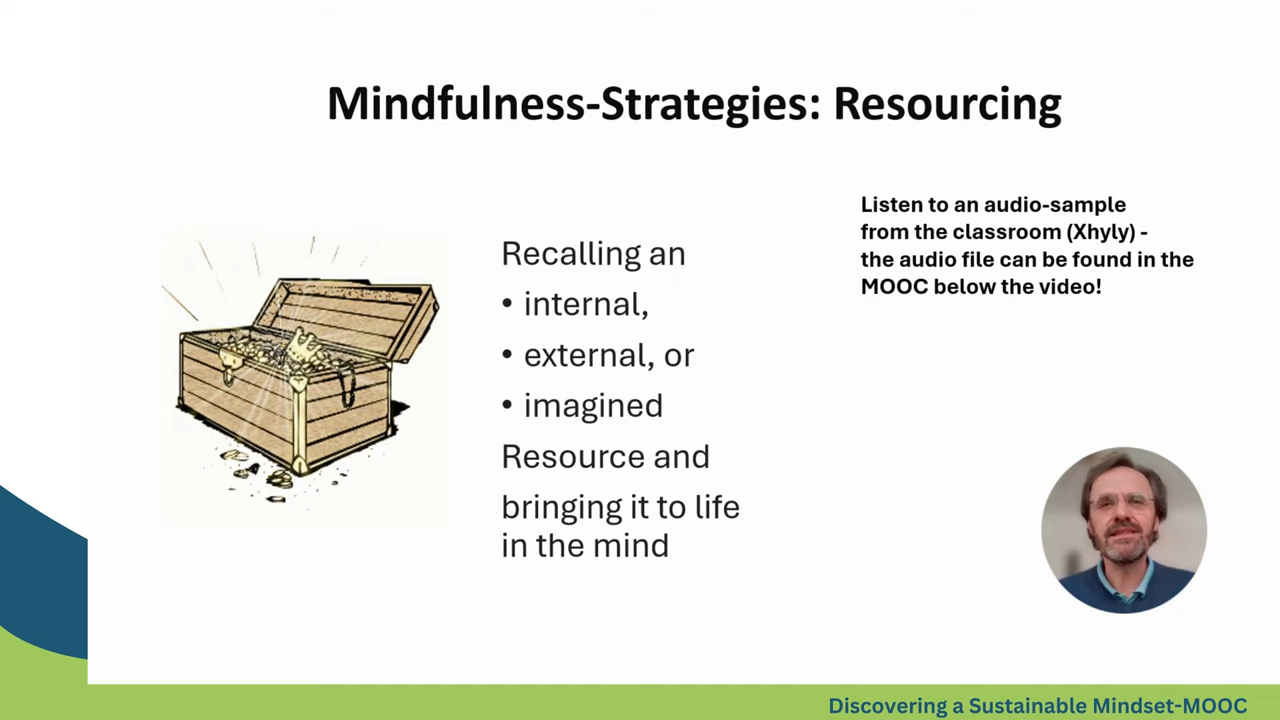 Mindfulness-Strategies: Resourcing
Listen to an audio-sample
from the classroom (Xhyly) -
the audio file can be found in the
MOOC below the video!
Recalling an
• internal,
• external, or
• imagined
Resource and
bringing it to life
in the mind
Discovering a Sustainable Mindset-MOOC